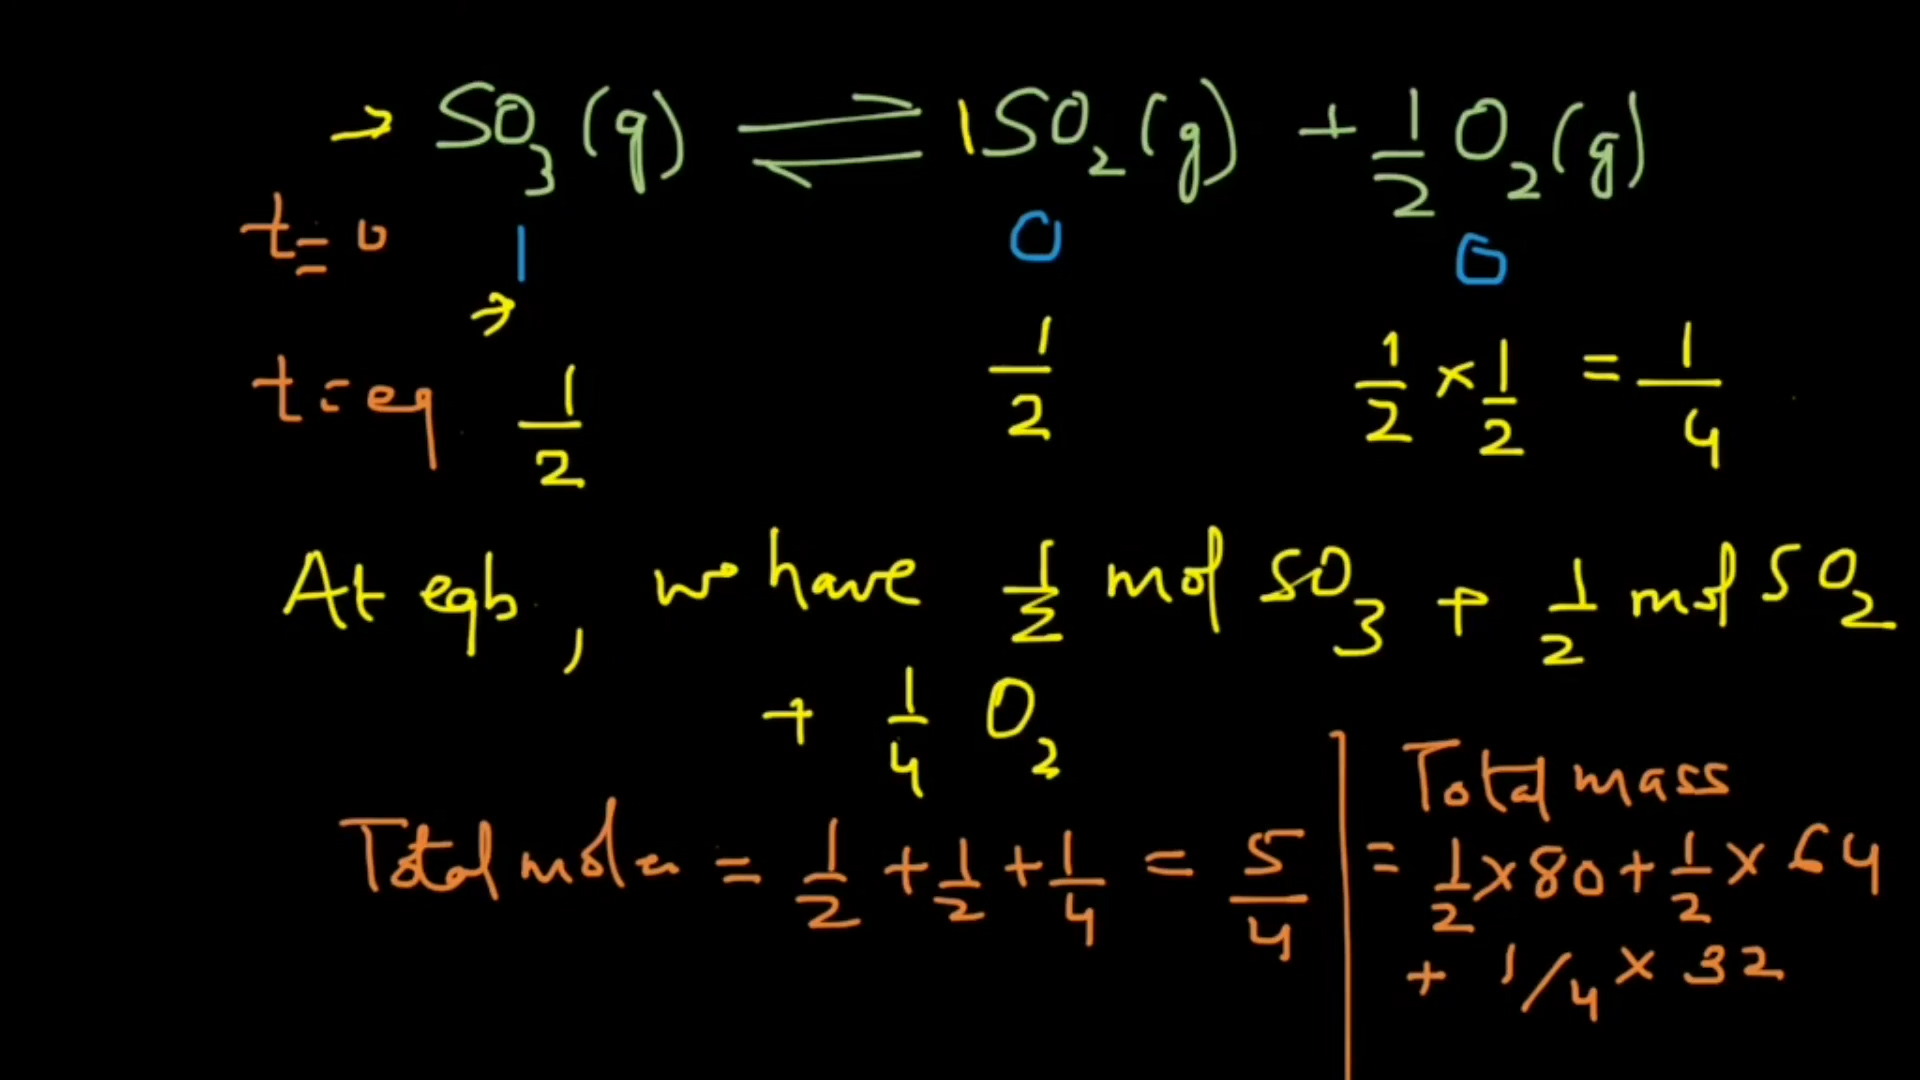 → SO₃(g) ⇌ 1SO₂(g) + 1/2 O₂(g)
t=0 1 0 0
→
t=eq 1/2 1/2 1/2 × 1/2 = 1/4
At eqb, we have 1/2 mol SO₃ + 1/2 mol SO₂
+ 1/4 O₂
Total moles = 1/2 + 1/2 + 1/4 = 5/4
Total mass
= 1/2 × 80 + 1/2 × 64
+ 1/4 × 32